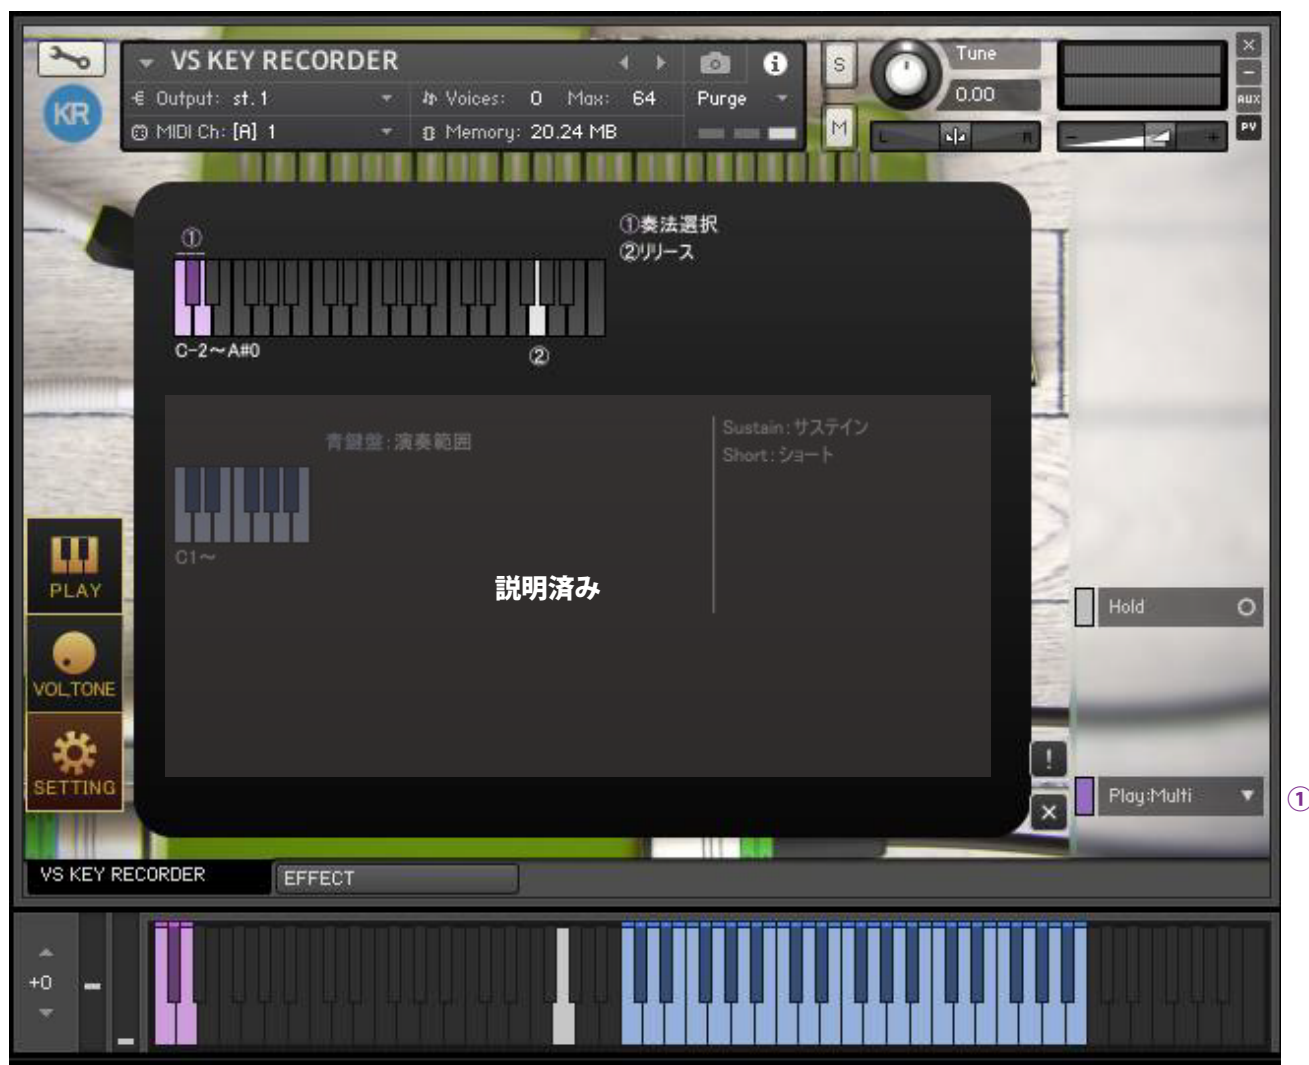 VS KEY RECORDER
S
Tune
Output: st.1
Voices: 0 Max: 64
Purge
0.00
AUX
KR
MIDI Ch: [A] 1
Memory: 20.24 MB
M
L
R
PV
①
①奏法選択
②リリース
C-2～A#0
②
青鍵盤:演奏範囲
Sustain:サステイン
Short:ショート
C1～
説明済み
PLAY
Hold
VOL,TONE
SETTING
!
×
Play:Multi
①
VS KEY RECORDER
EFFECT
+0